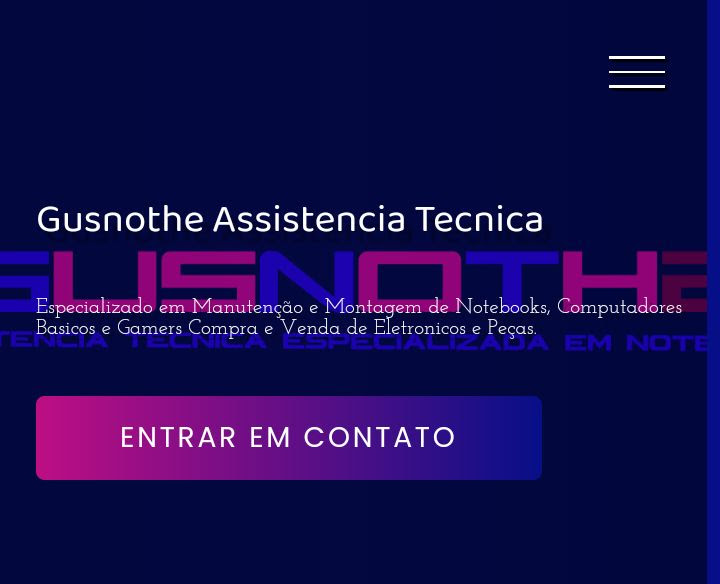 Gusnothe Assistencia Tecnica
GUSNOTHE
Especializado em Manutenção e Montagem de Notebooks, Computadores
Basicos e Gamers Compra e Venda de Eletronicos e Peças.
TENCIA TECNICA ESPECIALIZADA EM NOTE
ENTRAR EM CONTATO